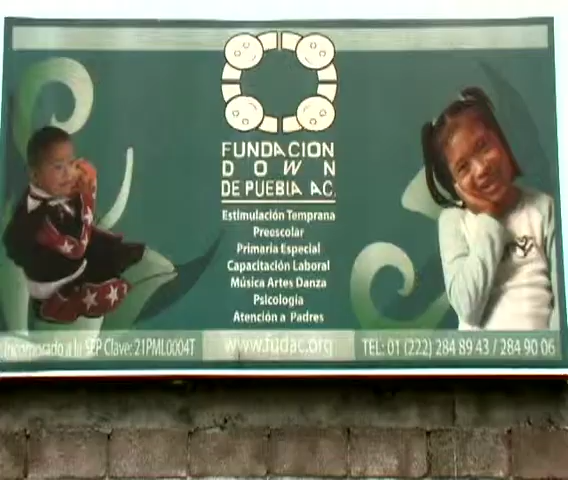 FUNDACION
DOWN
DE PUEBLA A.C.
Estimulación Temprana
Preescolar
Primaria Especial
Capacitación Laboral
Música Artes Danza
Psicología
Atención a Padres
Incorporado a la SEP Clave: 21PML0004T
www.fudac.org
TEL: 01 (222) 284 89 43 / 284 90 06